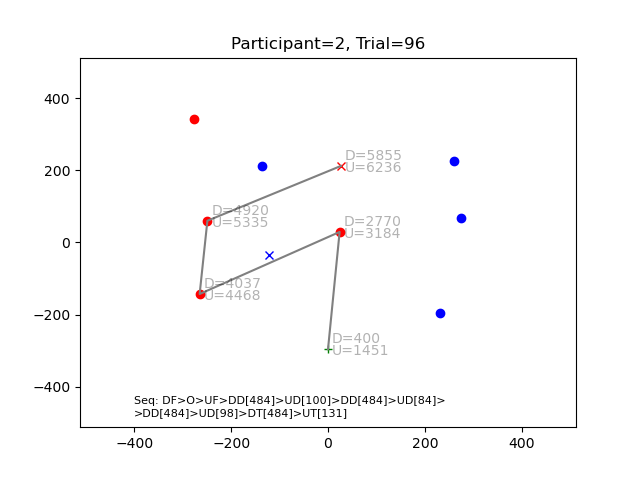 Participant=2, Trial=96
400
200
0
−200
−400
D=5855
U=6236
D=4920
U=5335
D=2770
U=3184
D=4037
U=4468
D=400
U=1451
Seq: DF>O>UF>DD[484]>UD[100]>DD[484]>UD[84]>
>DD[484]>UD[98]>DT[484]>UT[131]
−400 −200 0 200 400